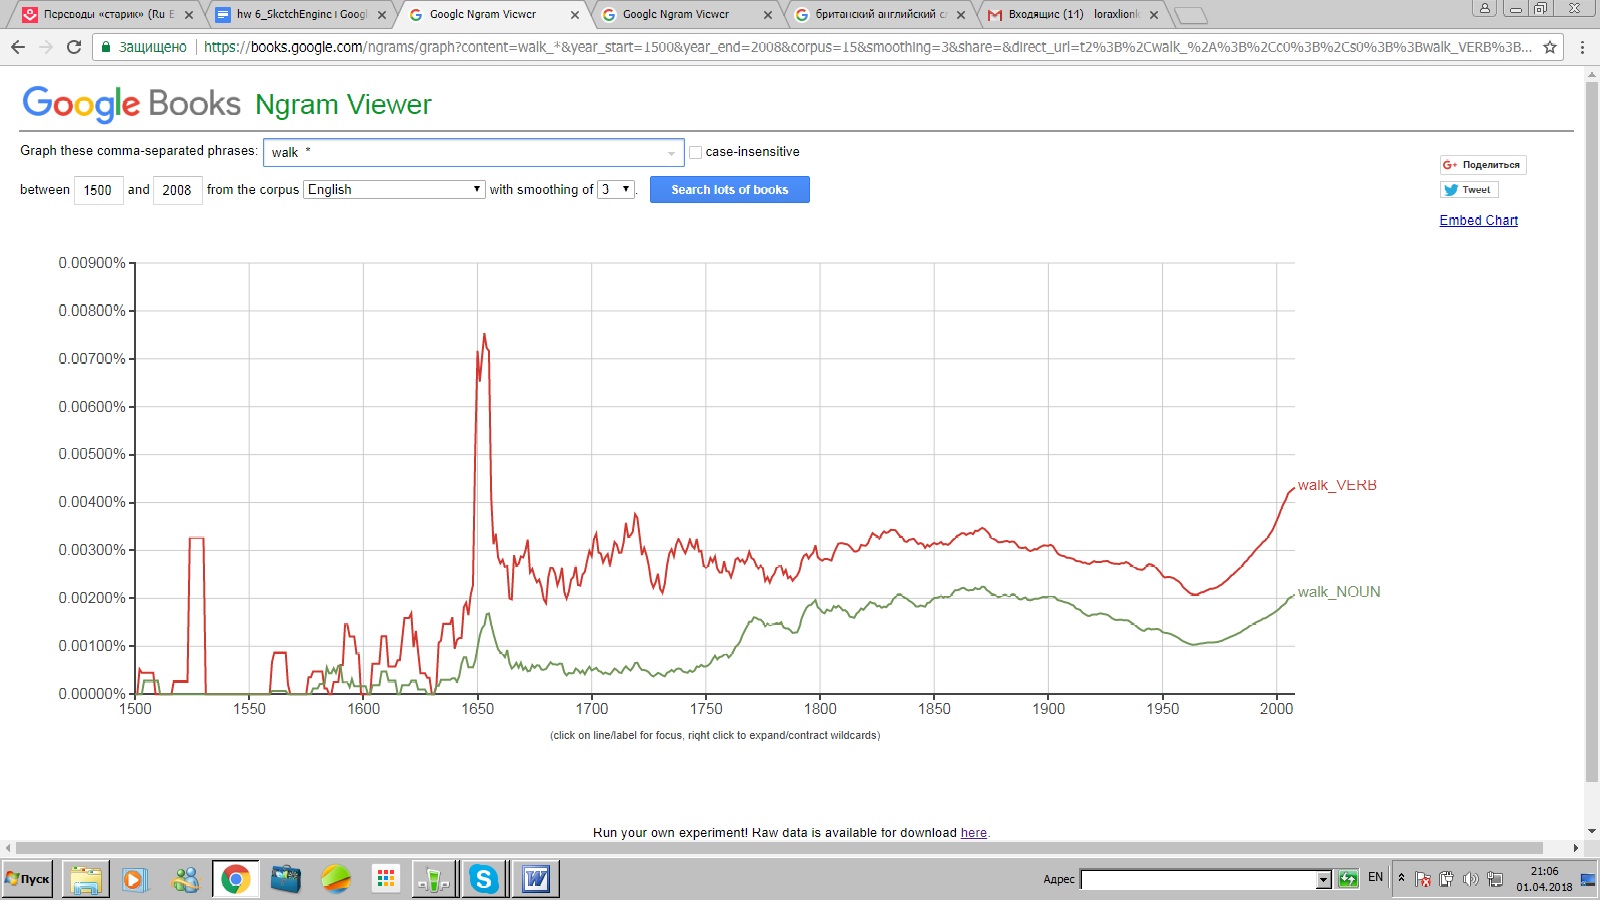 Переводы «старик» (Ru E
hw 6_SketchEngine | Googl
Google Ngram Viewer
Google Ngram Viewer
британский английский сл
Входящие (11) loraxlionk
Защищено https://books.google.com/ngrams/graph?content=walk_*&year_start=1500&year_end=2008&corpus=15&smoothing=3&share=&direct_url=t2%3B%2Cwalk_%2A%3B%2Cc0%3B%2Cs0%3B%3Bwalk_VERB%3B...
Google Books Ngram Viewer
Graph these comma-separated phrases: walk_* case-insensitive
between 1500 and 2008 from the corpus English with smoothing of 3 . Search lots of books
G+ Поделиться
Tweet
Embed Chart
0.00900%
0.00800%
0.00700%
0.00600%
0.00500%
0.00400%
0.00300%
0.00200%
0.00100%
0.00000%
walk_VERB
walk_NOUN
1500 1550 1600 1650 1700 1750 1800 1850 1900 1950 2000
(click on line/label for focus, right click to expand/contract wildcards)
Run your own experiment! Raw data is available for download here.
Пуск
Адрес
EN
21:06
01.04.2018